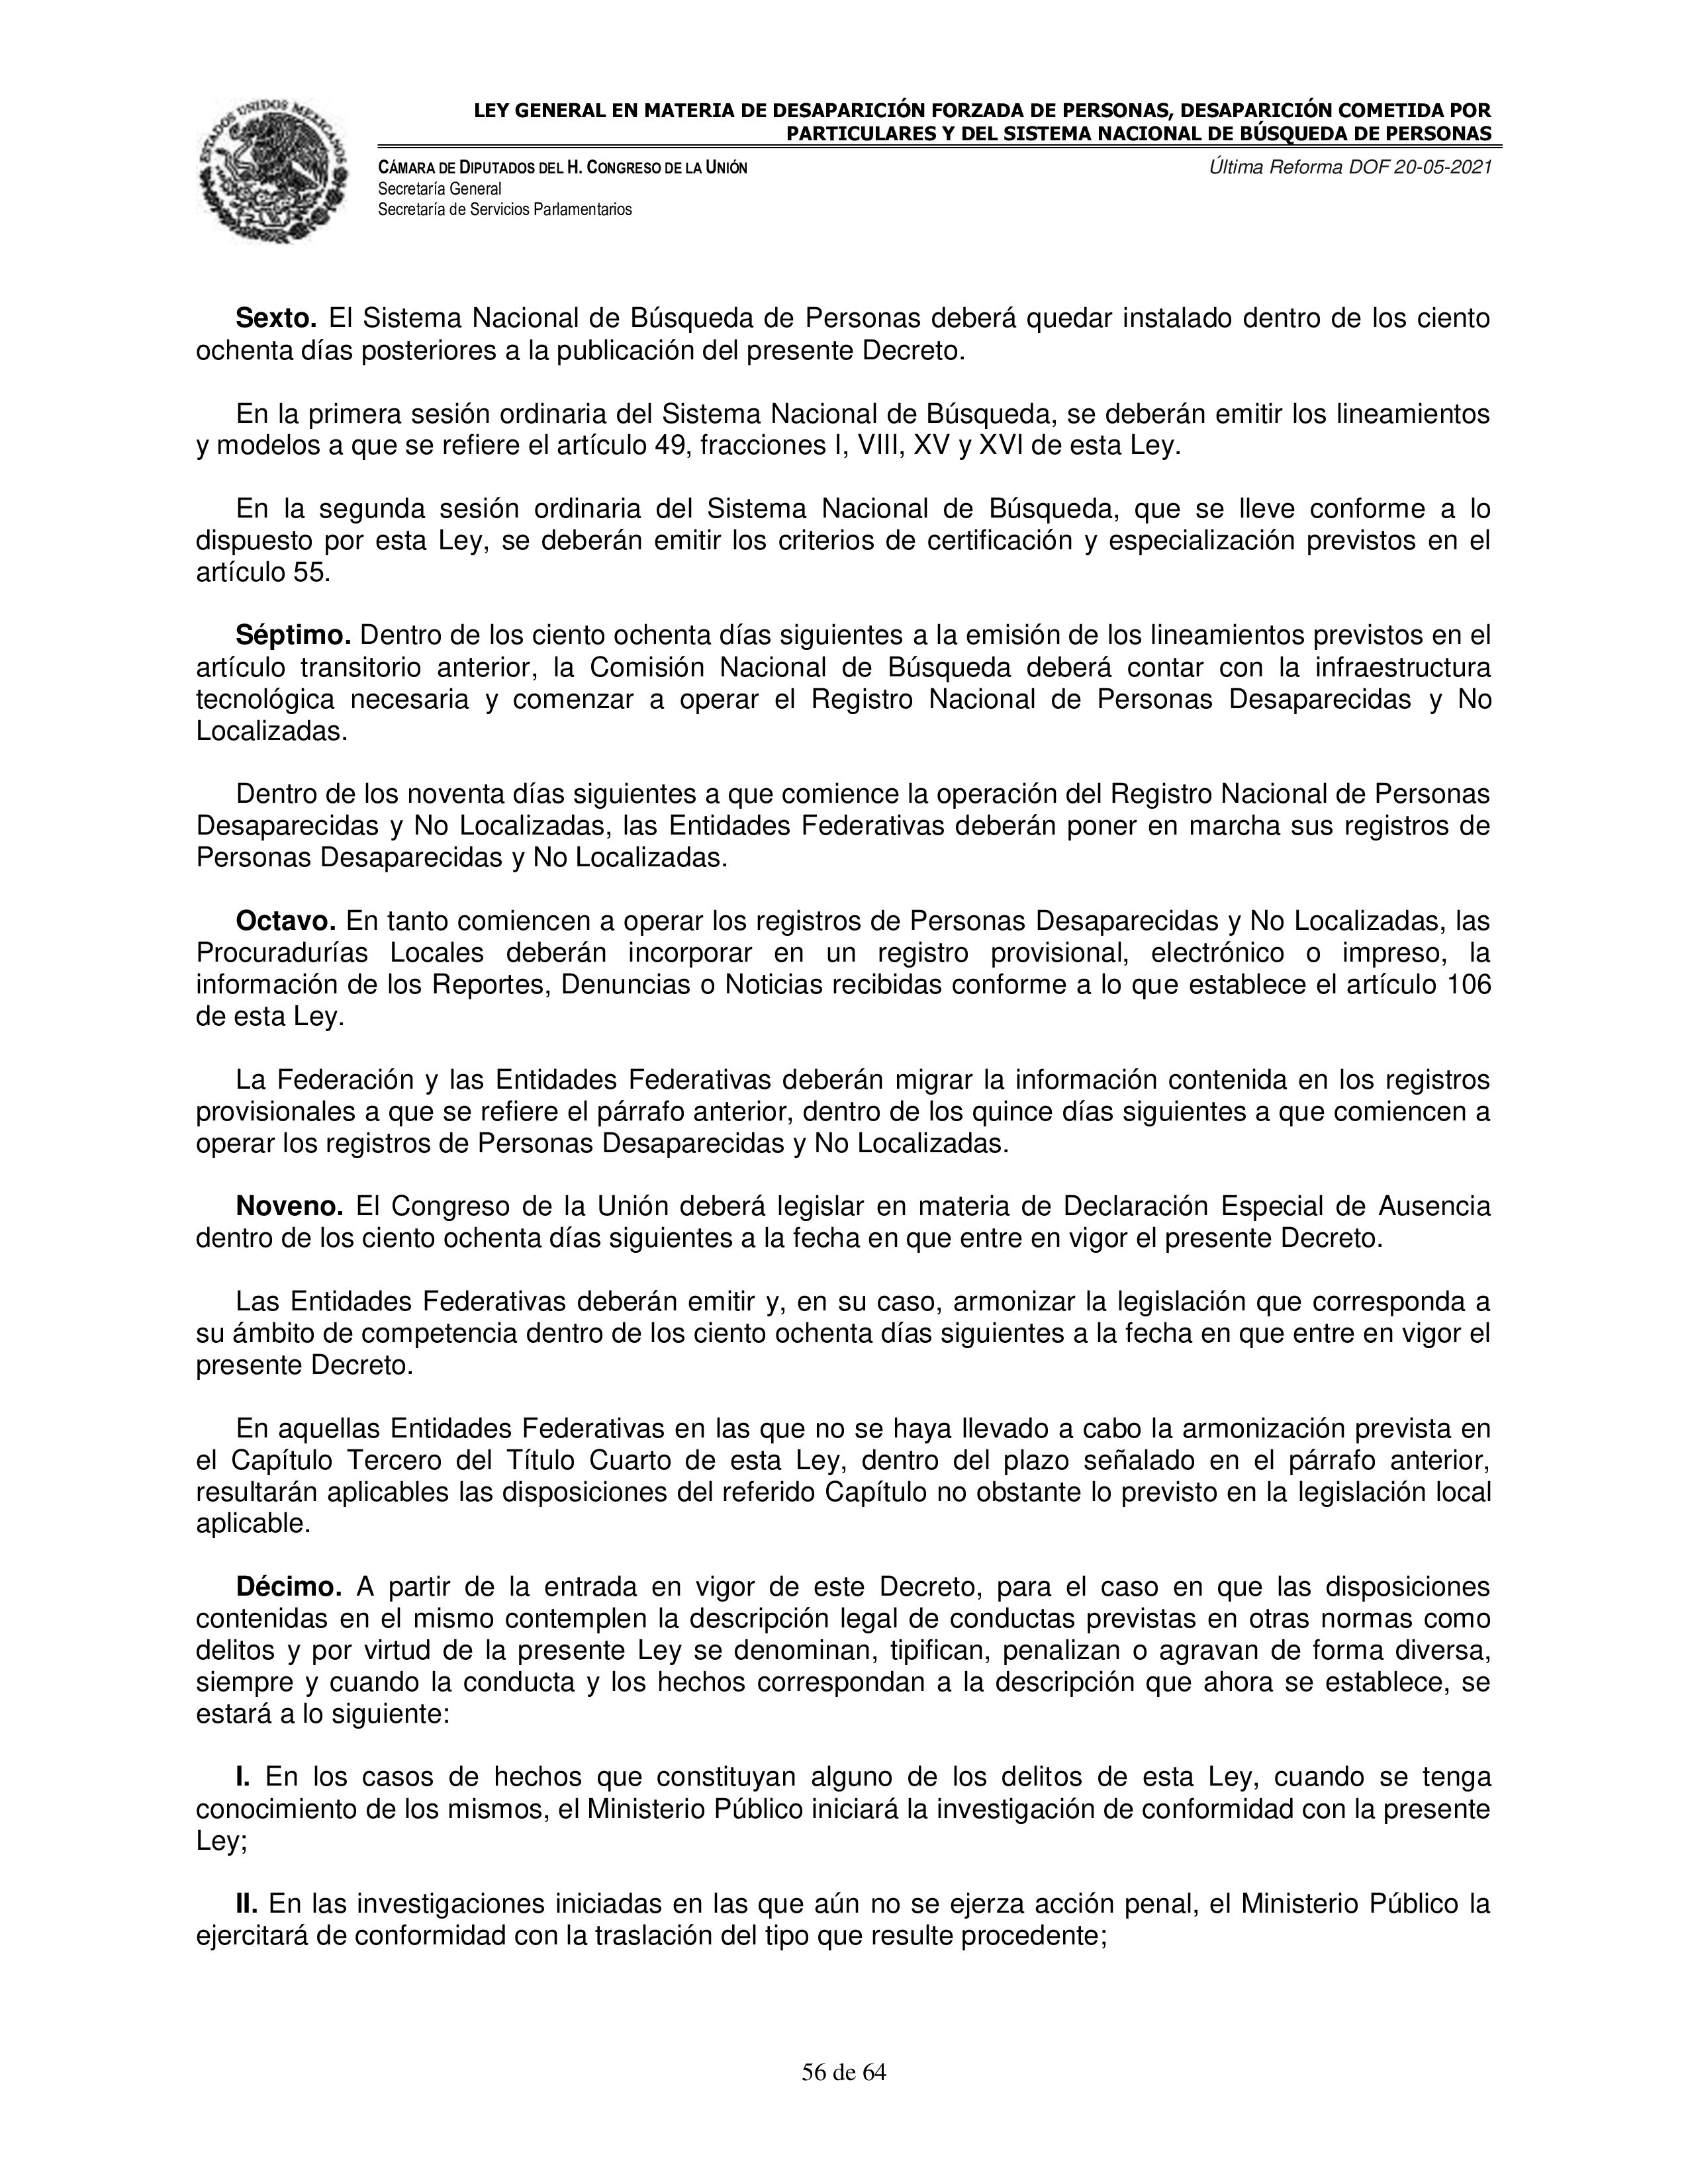 ESTADOS UNIDOS MEXICANOS
LEY GENERAL EN MATERIA DE DESAPARICIÓN FORZADA DE PERSONAS, DESAPARICIÓN COMETIDA POR
PARTICULARES Y DEL SISTEMA NACIONAL DE BÚSQUEDA DE PERSONAS
CÁMARA DE DIPUTADOS DEL H. CONGRESO DE LA UNIÓN
Última Reforma DOF 20-05-2021
Secretaría General
Secretaría de Servicios Parlamentarios
Sexto. El Sistema Nacional de Búsqueda de Personas deberá quedar instalado dentro de los ciento
ochenta días posteriores a la publicación del presente Decreto.
En la primera sesión ordinaria del Sistema Nacional de Búsqueda, se deberán emitir los lineamientos
y modelos a que se refiere el artículo 49, fracciones I, VIII, XV y XVI de esta Ley.
En la segunda sesión ordinaria del Sistema Nacional de Búsqueda, que se lleve conforme a lo
dispuesto por esta Ley, se deberán emitir los criterios de certificación y especialización previstos en el
artículo 55.
Séptimo. Dentro de los ciento ochenta días siguientes a la emisión de los lineamientos previstos en el
artículo transitorio anterior, la Comisión Nacional de Búsqueda deberá contar con la infraestructura
tecnológica necesaria y comenzar a operar el Registro Nacional de Personas Desaparecidas y No
Localizadas.
Dentro de los noventa días siguientes a que comience la operación del Registro Nacional de Personas
Desaparecidas y No Localizadas, las Entidades Federativas deberán poner en marcha sus registros de
Personas Desaparecidas y No Localizadas.
Octavo. En tanto comiencen a operar los registros de Personas Desaparecidas y No Localizadas, las
Procuradurías Locales deberán incorporar en un registro provisional, electrónico o impreso, la
información de los Reportes, Denuncias o Noticias recibidas conforme a lo que establece el artículo 106
de esta Ley.
La Federación y las Entidades Federativas deberán migrar la información contenida en los registros
provisionales a que se refiere el párrafo anterior, dentro de los quince días siguientes a que comiencen a
operar los registros de Personas Desaparecidas y No Localizadas.
Noveno. El Congreso de la Unión deberá legislar en materia de Declaración Especial de Ausencia
dentro de los ciento ochenta días siguientes a la fecha en que entre en vigor el presente Decreto.
Las Entidades Federativas deberán emitir y, en su caso, armonizar la legislación que corresponda a
su ámbito de competencia dentro de los ciento ochenta días siguientes a la fecha en que entre en vigor el
presente Decreto.
En aquellas Entidades Federativas en las que no se haya llevado a cabo la armonización prevista en
el Capítulo Tercero del Título Cuarto de esta Ley, dentro del plazo señalado en el párrafo anterior,
resultarán aplicables las disposiciones del referido Capítulo no obstante lo previsto en la legislación local
aplicable.
Décimo. A partir de la entrada en vigor de este Decreto, para el caso en que las disposiciones
contenidas en el mismo contemplen la descripción legal de conductas previstas en otras normas como
delitos y por virtud de la presente Ley se denominan, tipifican, penalizan o agravan de forma diversa,
siempre y cuando la conducta y los hechos correspondan a la descripción que ahora se establece, se
estará a lo siguiente:
I. En los casos de hechos que constituyan alguno de los delitos de esta Ley, cuando se tenga
conocimiento de los mismos, el Ministerio Público iniciará la investigación de conformidad con la presente
Ley;
II. En las investigaciones iniciadas en las que aún no se ejerza acción penal, el Ministerio Público la
ejercitará de conformidad con la traslación del tipo que resulte procedente;
56 de 64